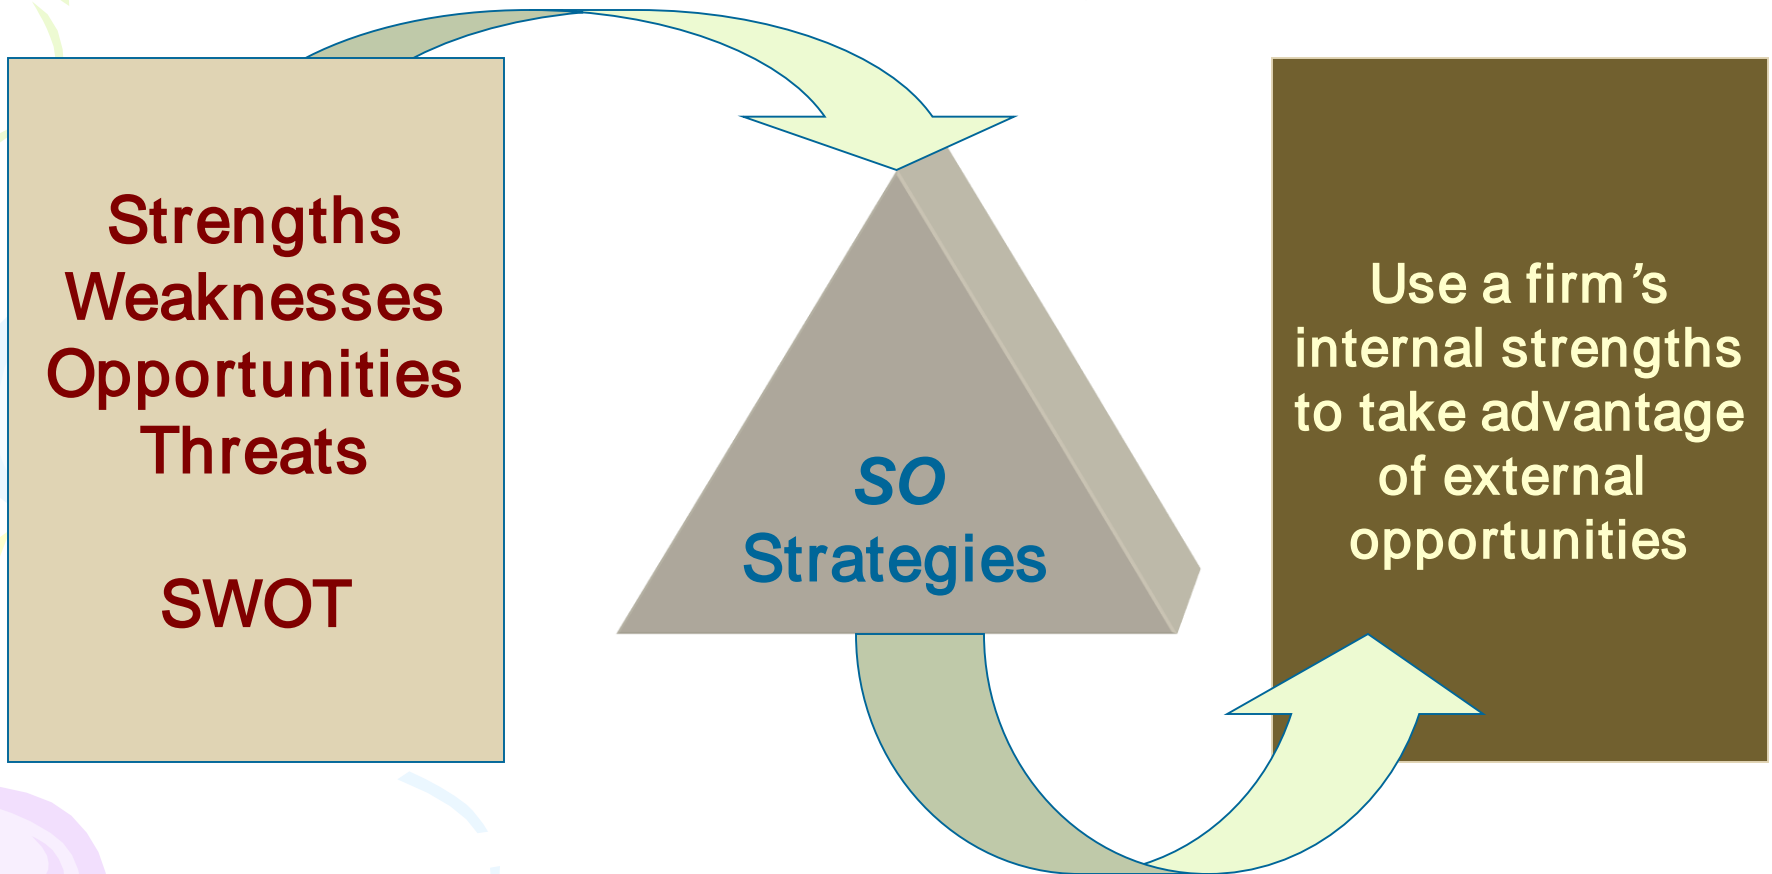 Strengths
Weaknesses
Opportunities
Threats
SWOT
SO
Strategies
Use a firm’s
internal strengths
to take advantage
of external
opportunities